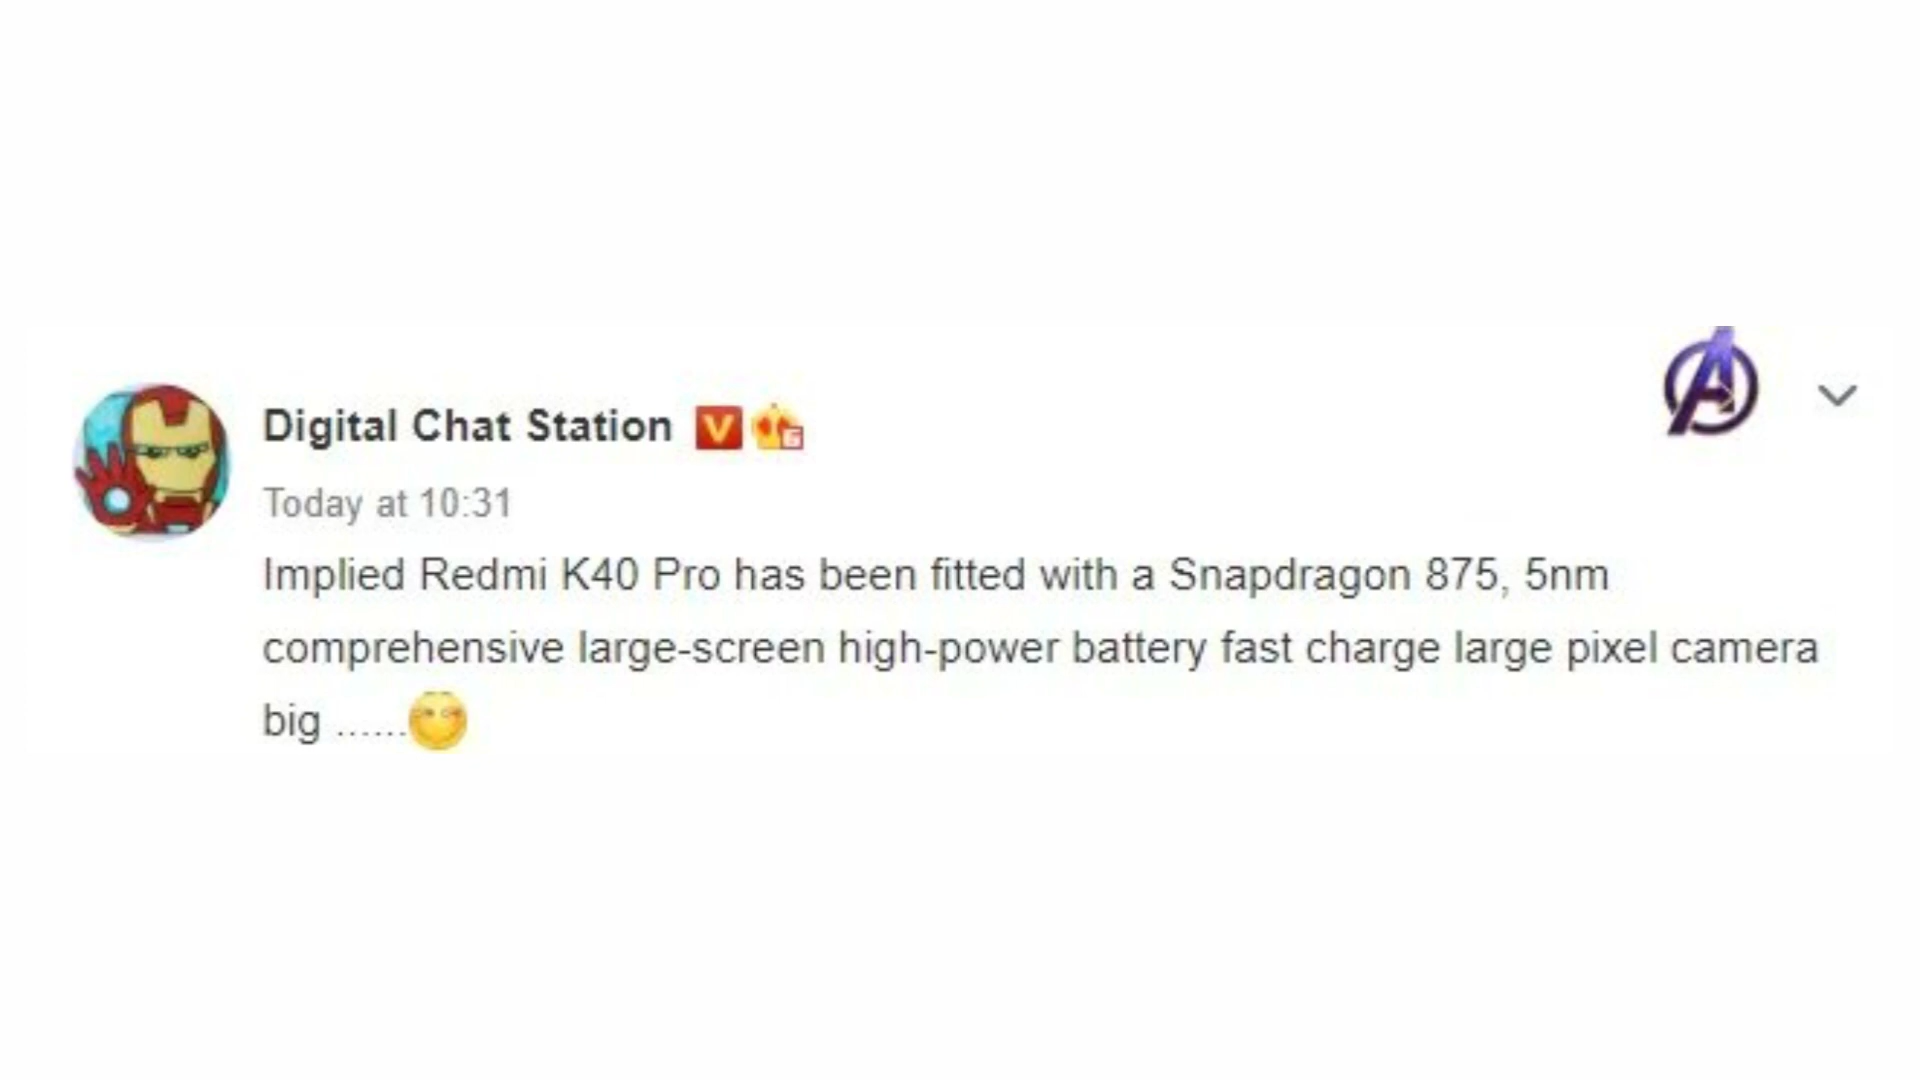 Digital Chat Station
Today at 10:31
Implied Redmi K40 Pro has been fitted with a Snapdragon 875, 5nm
comprehensive large-screen high-power battery fast charge large pixel camera
big ......